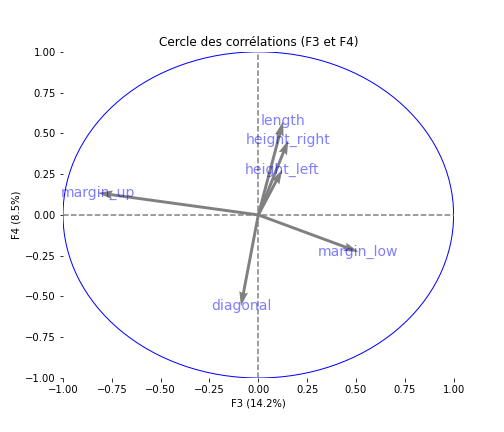 Cercle des corrélations (F3 et F4)
1.00
0.75
0.50
0.25
0.00
−0.25
−0.50
−0.75
−1.00
F4 (8.5%)
length
height_right
height_left
margin_up
margin_low
diagonal
−1.00 −0.75 −0.50 −0.25 0.00 0.25 0.50 0.75 1.00
F3 (14.2%)